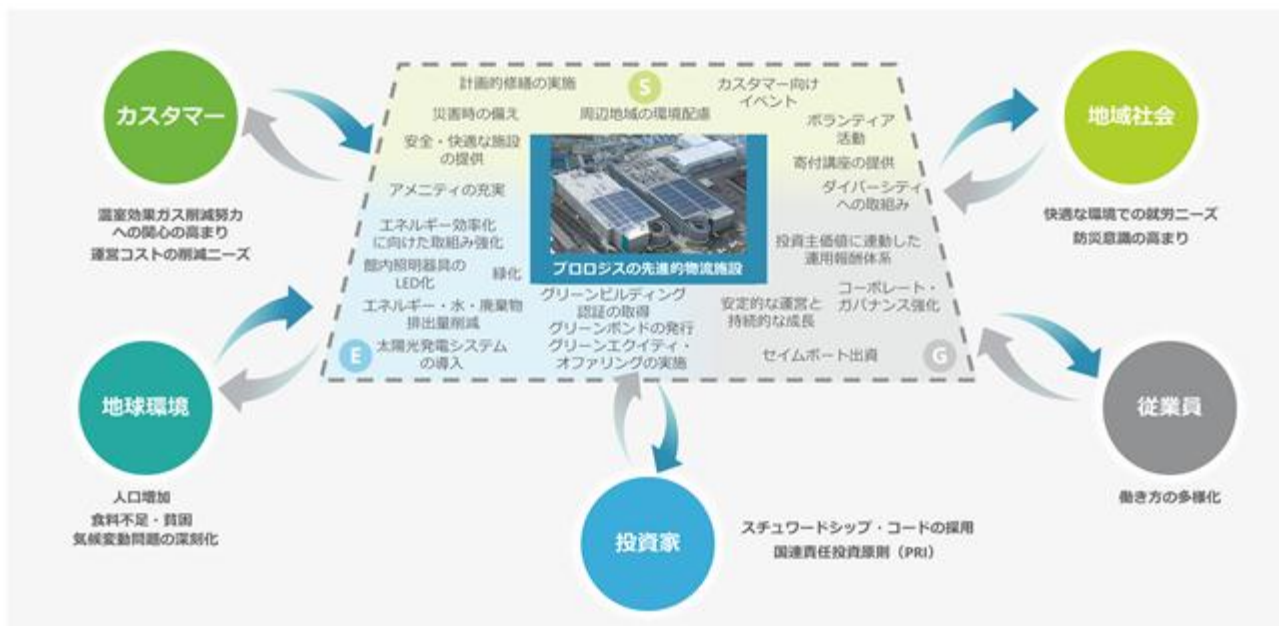 カスタマー
温室効果ガス削減努力
への関心の高まり
運営コストの削減ニーズ
地球環境
人口増加
食料不足・貧困
気候変動問題の深刻化
S
計画的修繕の実施
災害時の備え
周辺地域の環境配慮
カスタマー向け
イベント
安全・快適な施設
の提供
ボランティア
活動
寄付講座の提供
アメニティの充実
ダイバーシティ
への取組み
プロロジスの先進的物流施設
E
エネルギー効率化
に向けた取組み強化
館内照明器具の
LED化
緑化
エネルギー・水・廃棄物
排出量削減
太陽光発電システム
の導入
グリーンビルディング
認証の取得
グリーンボンドの発行
グリーンエクイティ・
オファリングの実施
G
投資主価値に連動した
運用報酬体系
コーポレート・
ガバナンス強化
安定的な運営と
持続的な成長
セイムボート出資
地域社会
快適な環境での就労ニーズ
防災意識の高まり
従業員
働き方の多様化
投資家
スチュワードシップ・コードの採用
国連責任投資原則（PRI）